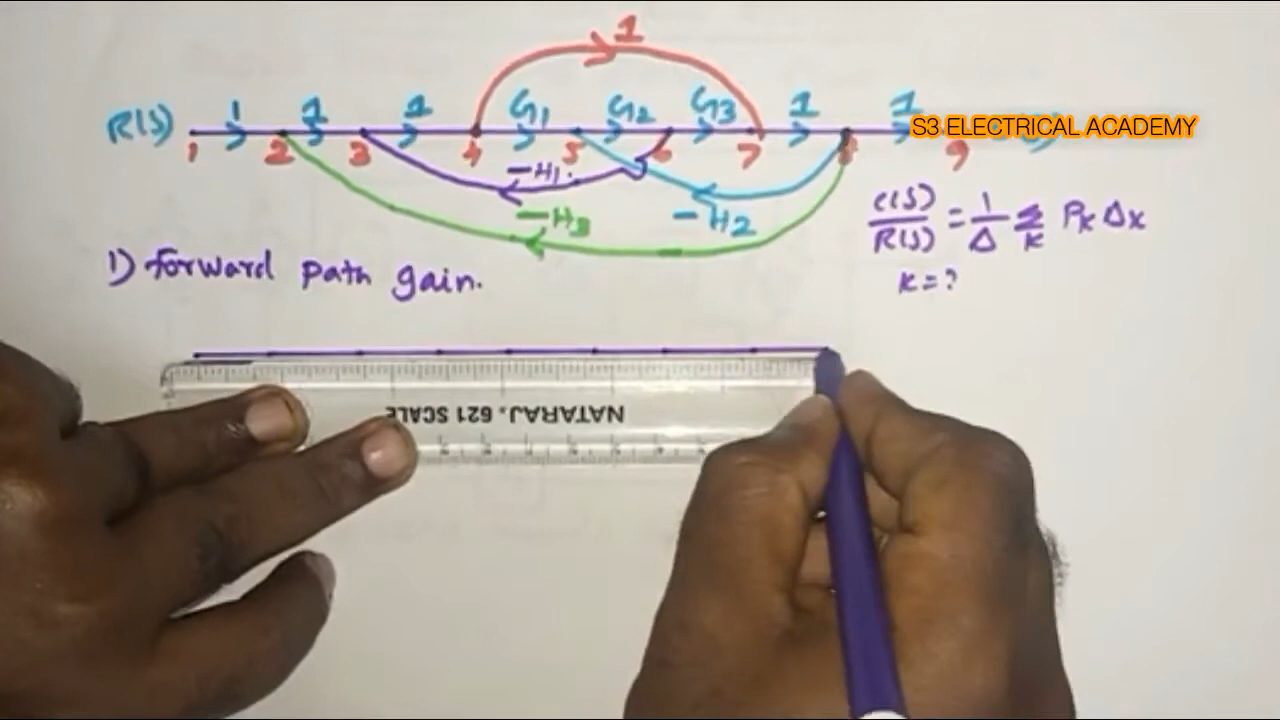 1
R(S) 1 1 1 G1 G2 G3 1 1
S3 ELECTRICAL ACADEMY
1 2 3 4 5 6 7 8 9
-H1
-H3 -H2
C(S)/R(S) = 1/Δ Σ K PK ΔK
K = ?
1) forward path gain.
NATARAJ. 621 SCALE